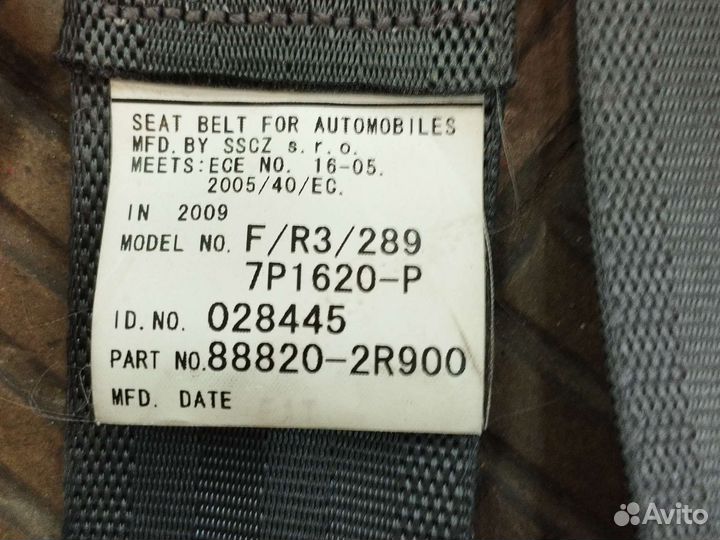 SEAT BELT FOR AUTOMOBILES
MFD.BY SSCZ s.r.o.
MEETS:ECE NO. 16-05.
2005/40/EC.
IN 2009
MODEL NO. F/R3/289
7P1620-P
ID.NO. 028445
PART NO.88820-2R900
MFD. DATE
Avito